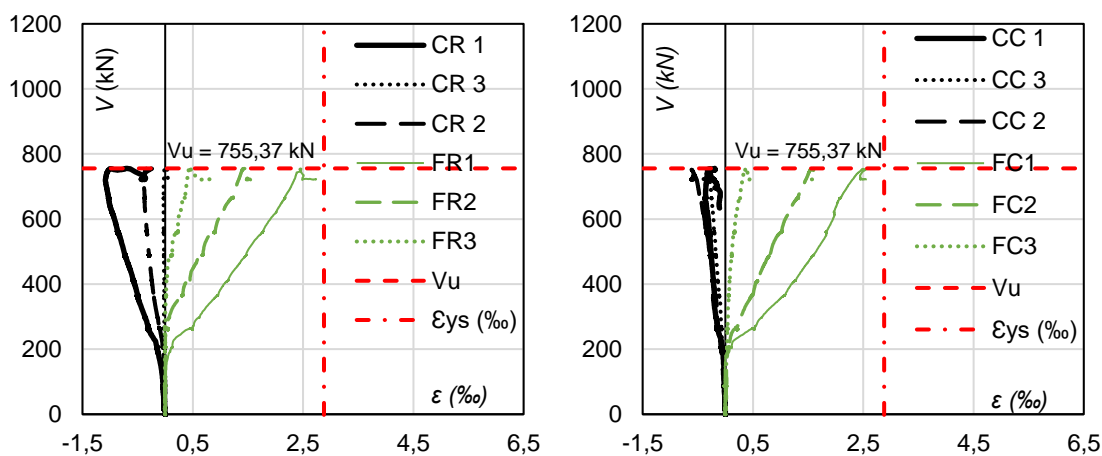 1200
1000
800
600
400
200
0
V (kN)
CR 1
CR 3
CR 2
Vu = 755,37 kN
FR1
FR2
FR3
Vu
Ɛys (‰)
ε (‰)
-1,5
0,5
2,5
4,5
6,5
1200
1000
800
600
400
200
0
V (kN)
CC 1
CC 3
CC 2
Vu = 755,37 kN
FC1
FC2
FC3
Vu
Ɛys (‰)
ε (‰)
-1,5
0,5
2,5
4,5
6,5